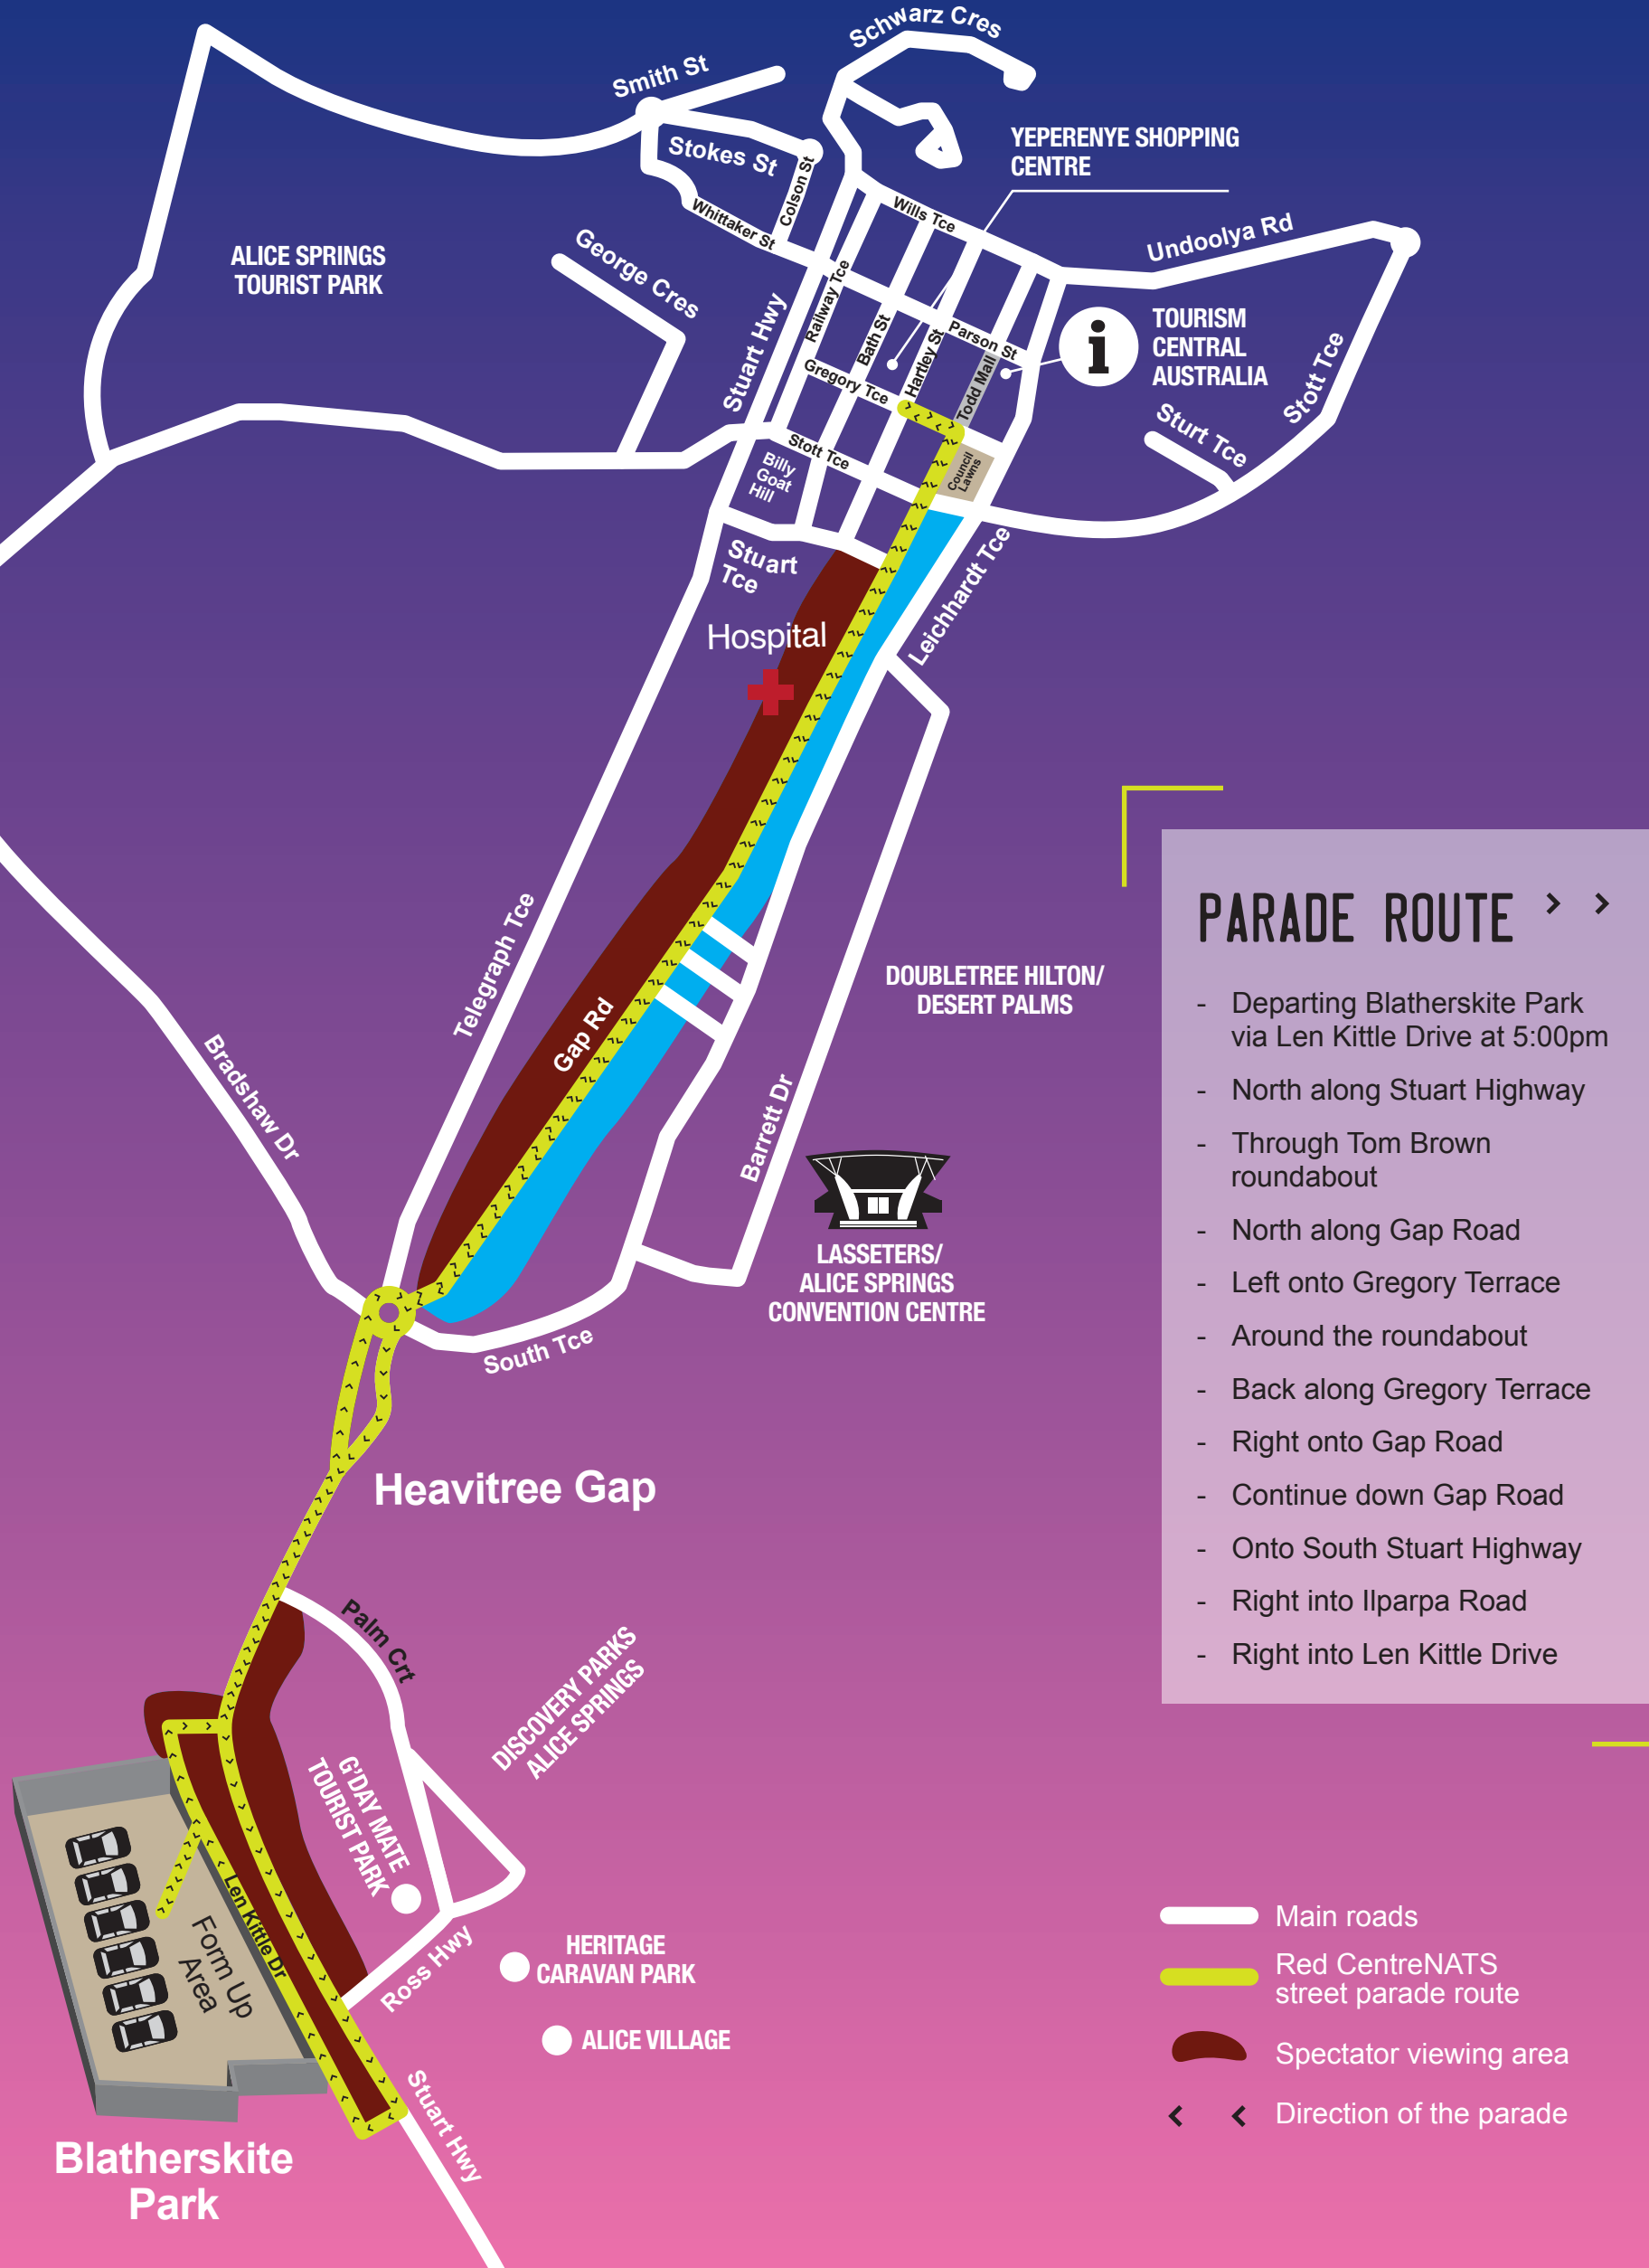 Schwarz Cres
Smith St
Stokes St
Colson St
Whittaker St
YEPERENYE SHOPPING
CENTRE
Wills Tce
Undoolya Rd
ALICE SPRINGS
TOURIST PARK
George Cres
Stuart Hwy
Railway Tce
Bath St
Hartley St
Parson St
Todd Mall
Gregory Tce
i
TOURISM
CENTRAL
AUSTRALIA
Stott Tce
Sturt Tce
Stott Tce
Billy
Goat
Hill
Council
Lawns
Stuart
Tce
Leichhardt Tce
Hospital
Telegraph Tce
Gap Rd
Bradshaw Dr
DOUBLETREE HILTON/
DESERT PALMS
Barrett Dr
LASSETERS/
ALICE SPRINGS
CONVENTION CENTRE
South Tce
Heavitree Gap
PARADE ROUTE > >
- Departing Blatherskite Park
via Len Kittle Drive at 5:00pm
- North along Stuart Highway
- Through Tom Brown
roundabout
- North along Gap Road
- Left onto Gregory Terrace
- Around the roundabout
- Back along Gregory Terrace
- Right onto Gap Road
- Continue down Gap Road
- Onto South Stuart Highway
- Right into Ilparpa Road
- Right into Len Kittle Drive
Palm Crt
DISCOVERY PARKS
ALICE SPRINGS
G'DAY MATE
TOURIST PARK
Len Kittle Dr
Form Up
Area
Ross Hwy
HERITAGE
CARAVAN PARK
ALICE VILLAGE
Stuart Hwy
Blatherskite
Park
Main roads
Red CentreNATS
street parade route
Spectator viewing area
Direction of the parade